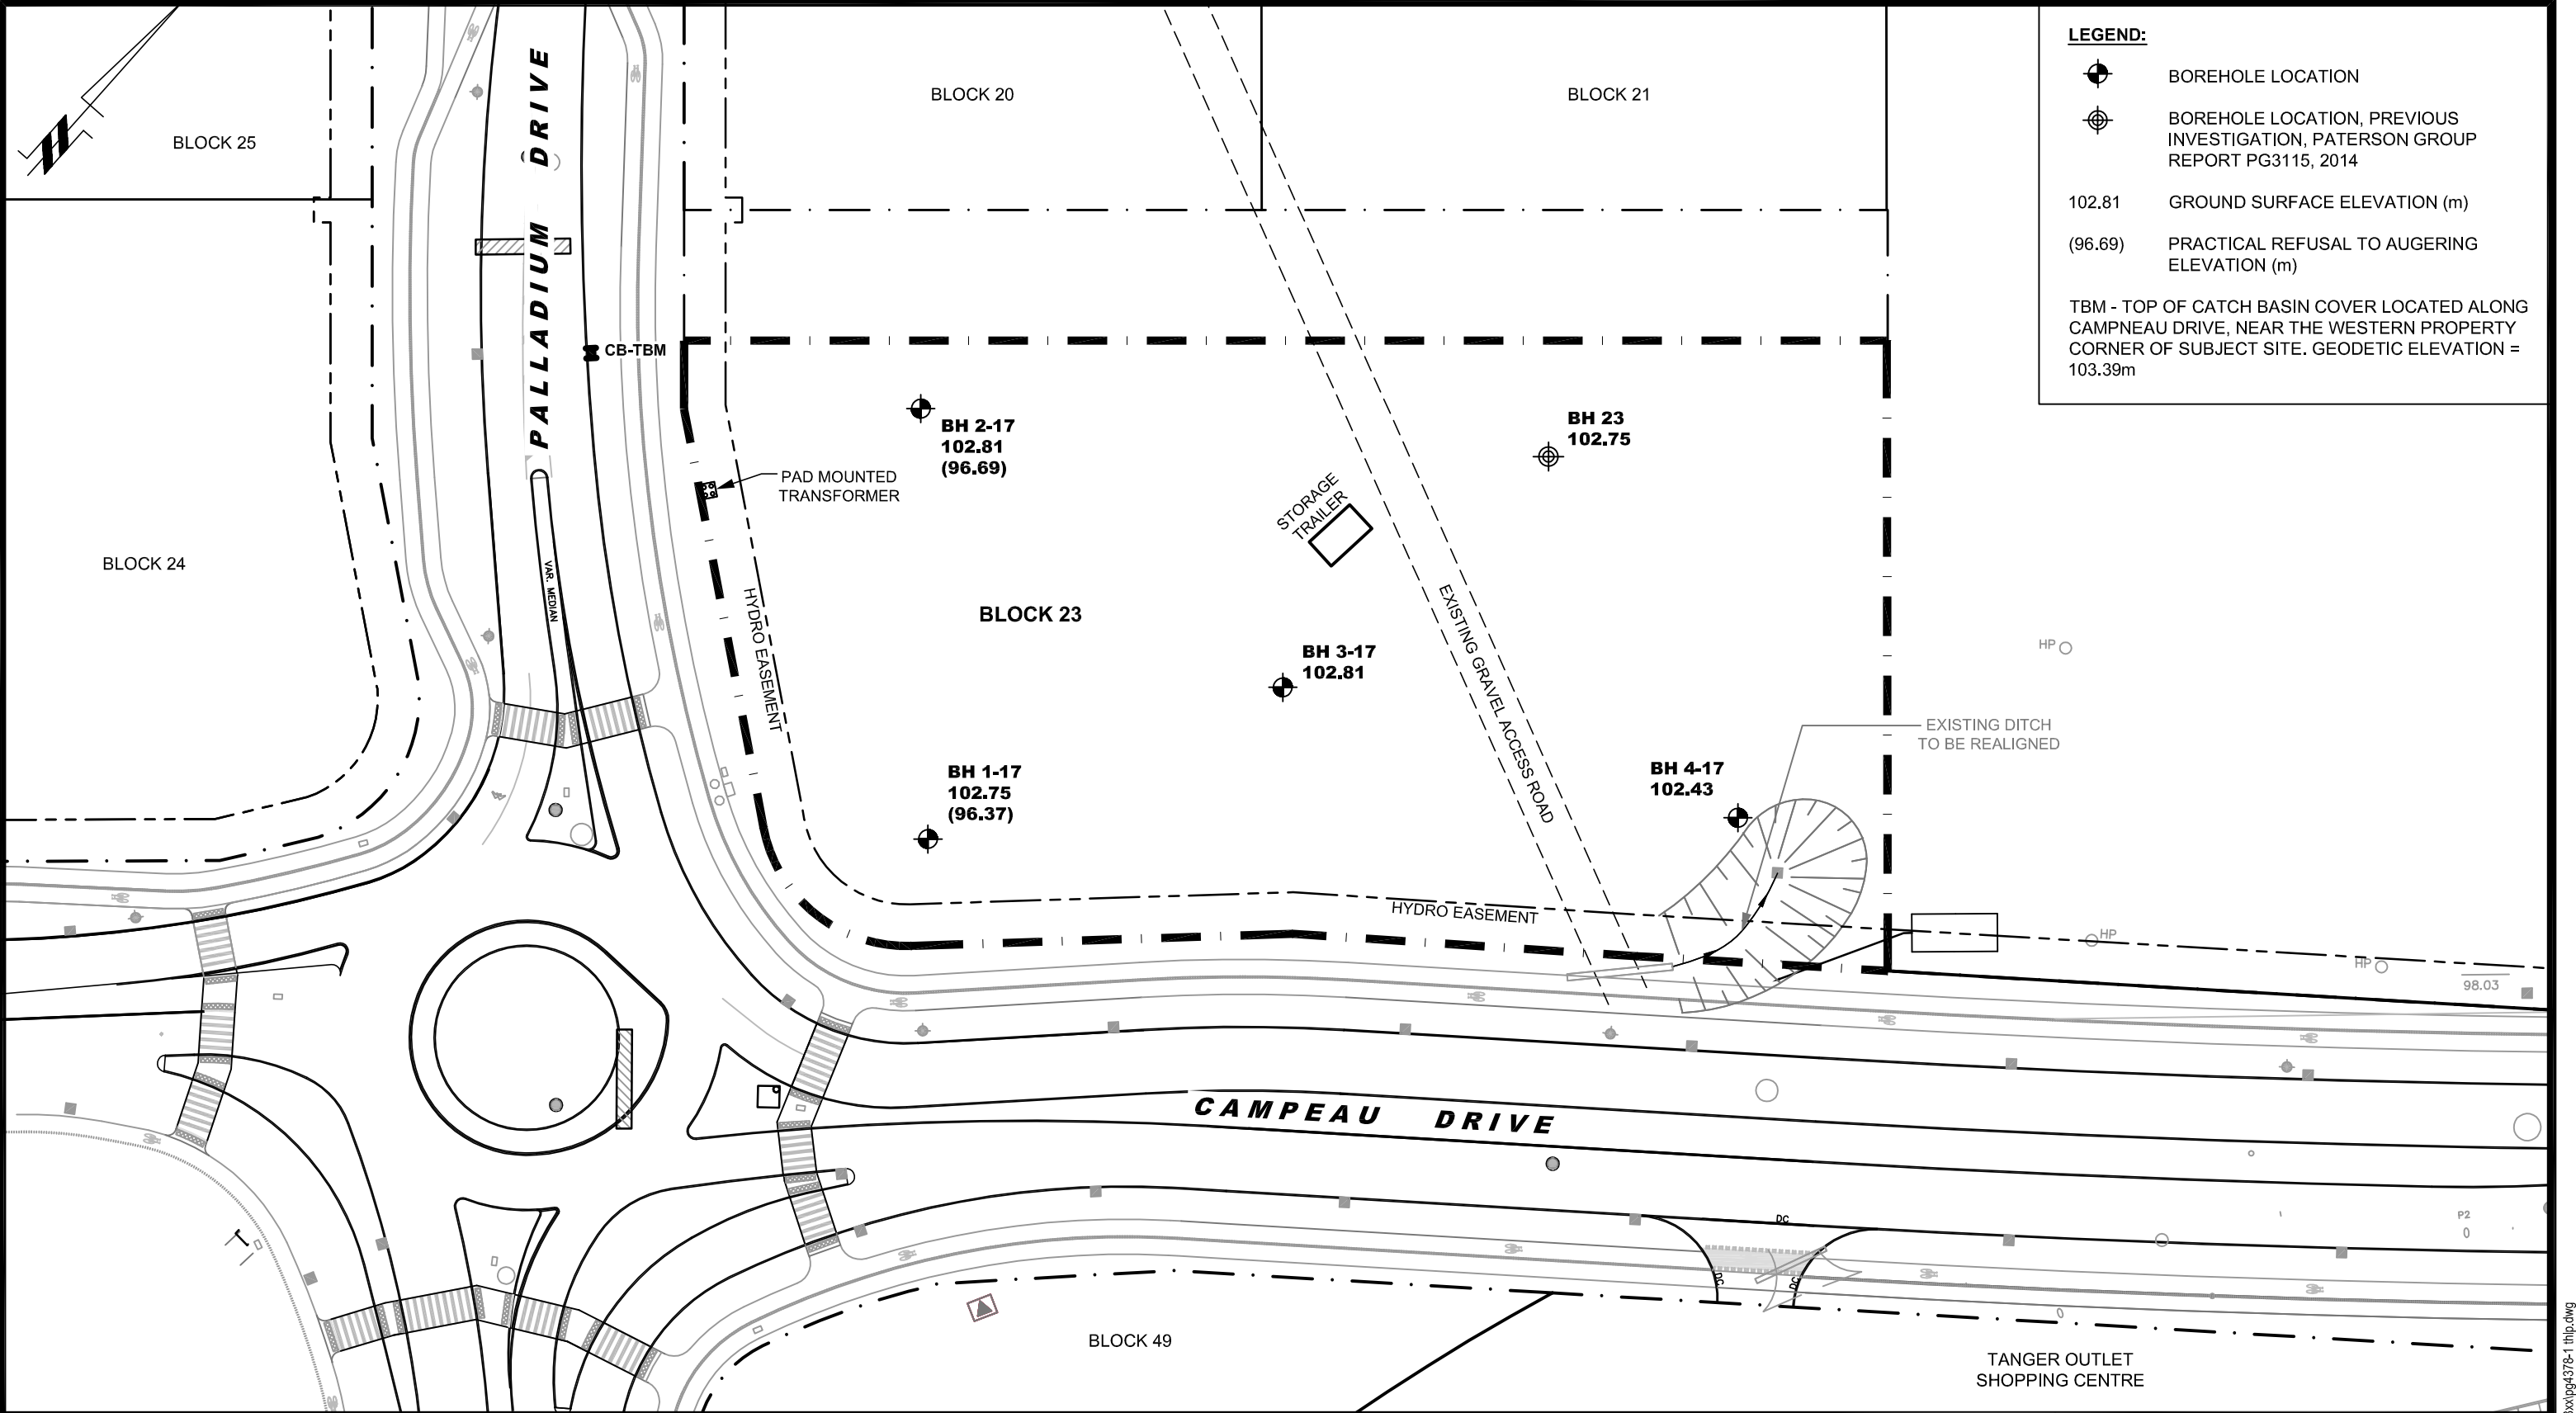 LEGEND:
BOREHOLE LOCATION
BOREHOLE LOCATION, PREVIOUS
INVESTIGATION, PATERSON GROUP
REPORT PG3115, 2014
102.81 GROUND SURFACE ELEVATION (m)
(96.69) PRACTICAL REFUSAL TO AUGERING
ELEVATION (m)
TBM - TOP OF CATCH BASIN COVER LOCATED ALONG
CAMPNEAU DRIVE, NEAR THE WESTERN PROPERTY
CORNER OF SUBJECT SITE. GEODETIC ELEVATION =
103.39m
BLOCK 25
PALLADIUM DRIVE
BLOCK 20
BLOCK 21
CB-TBM
BH 2-17
102.81
(96.69)
BH 23
102.75
PAD MOUNTED
TRANSFORMER
STORAGE
TRAILER
BLOCK 24
VAR. MEDIAN
HYDRO EASEMENT
BLOCK 23
EXISTING GRAVEL ACCESS ROAD
BH 3-17
102.81
HP
EXISTING DITCH
TO BE REALIGNED
BH 1-17
102.75
(96.37)
BH 4-17
102.43
HYDRO EASEMENT
HP
HP
98.03
CAMPEAU DRIVE
DC
P2
DC
DC
BLOCK 49
TANGER OUTLET
SHOPPING CENTRE
pg4378-1 thlp.dwg